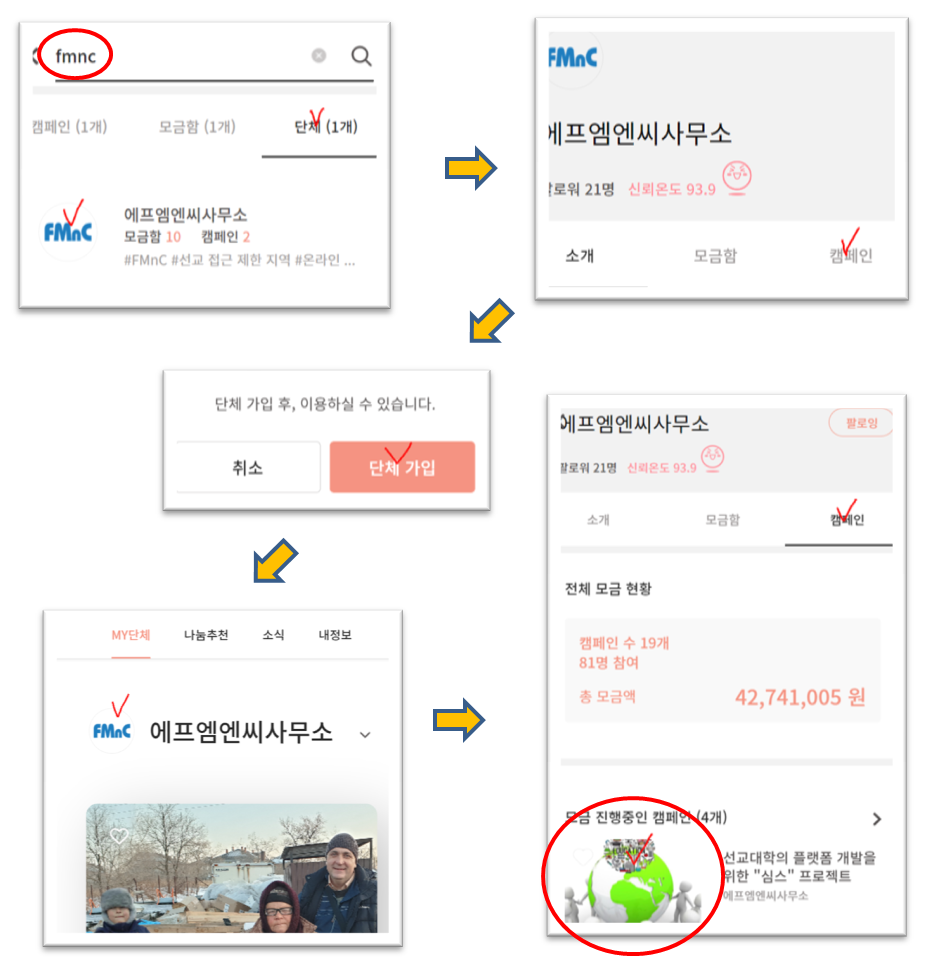 fmnc
캠페인 (1개) 모금함 (1개) 단체 (1개)
FMnC
에프엠엔씨사무소
모금함 10 캠페인 2
#FMnC #선교 접근 제한 지역 #온라인 ...
FMnC
에프엠엔씨사무소
팔로워 21명 신뢰온도 93.9
소개 모금함 캠페인
단체 가입 후, 이용하실 수 있습니다.
취소 단체 가입
MY단체 나눔추천 소식 내정보
FMnC 에프엠엔씨사무소
에프엠엔씨사무소 팔로잉
팔로워 21명 신뢰온도 93.9
소개 모금함 캠페인
전체 모금 현황
캠페인 수 19개
81명 참여
총 모금액 42,741,005 원
모금 진행중인 캠페인 (4개)
선교대학의 플랫폼 개발을
위한 "심스" 프로젝트
에프엠엔씨사무소